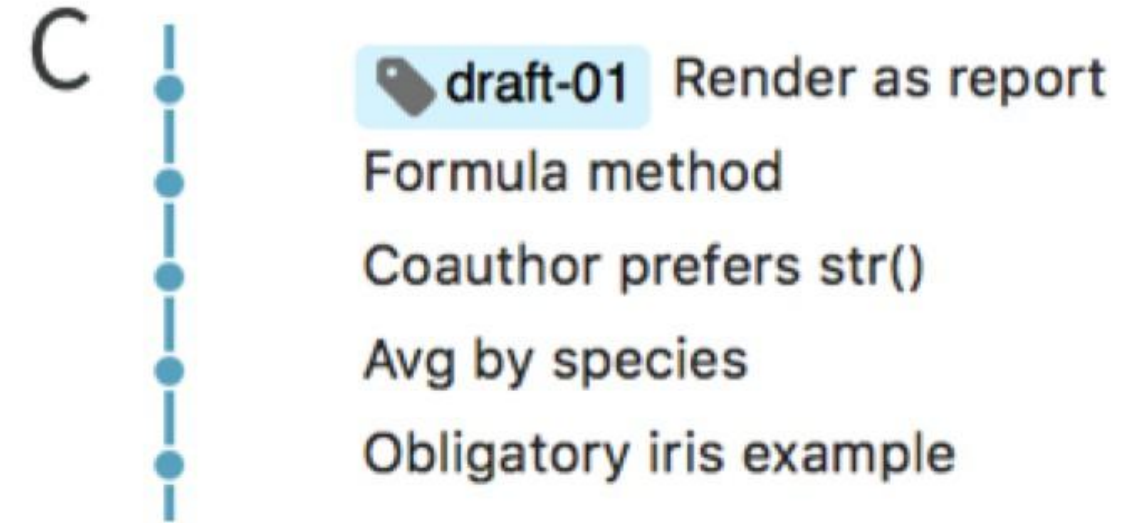 C
draft-01 Render as report
Formula method
Coauthor prefers str()
Avg by species
Obligatory iris example